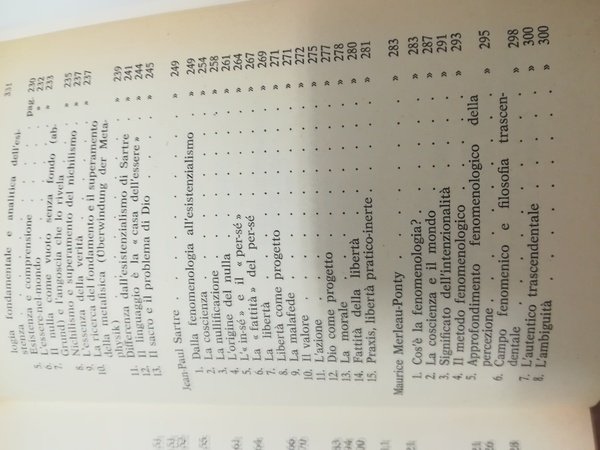 331
logia fondamentale e analitica dell'esi-
stenza . . . . . . pag. 230
5. Esistenza e comprensione . . . » 232
6. L'essere-nel-mondo . . . . » 233
7. Il nulla come vuoto senza fondo (ab-
Grund) e l'angoscia che lo rivela » 235
8. Nichilismo e superamento del nichilismo » 237
9. L'essenza della verità . . . » 237
10. La ricerca del fondamento e il superamento
della metafisica (Überwindung der Meta-
physik) . . . . . . » 239
11. Differenza dall'esistenzialismo di Sartre » 241
12. Il linguaggio è la « casa dell'essere » » 244
13. Il sacro e il problema di Dio . . » 245
Jean-Paul Sartre . . . . . . » 249
1. Dalla fenomenologia all'esistenzialismo » 249
2. La coscienza . . . . . » 254
3. La nullificazione . . . . » 258
4. L'origine del nulla . . . . » 261
5. L'« in-sé » e il « per-sé » . . . » 264
6. La « fattità » del per-sé . . . » 267
7. La libertà . . . . . » 269
8. Libertà come progetto . . . » 271
9. La malafede . . . . . » 271
10. Il valore . . . . . . » 272
11. L'azione . . . . . . » 275
12. Dio come progetto . . . . » 277
13. La morale . . . . . » 278
14. Fattità della libertà . . . . » 280
15. Praxis, libertà pratico-inerte . . » 281
Maurice Merleau-Ponty . . . . . » 283
1. Cos'è la fenomenologia? . . . » 283
2. La coscienza e il mondo . . . » 287
3. Significato dell'intenzionalità . . » 291
4. Il metodo fenomenologico . . . » 293
5. Approfondimento fenomenologico della
percezione . . . . . » 295
6. Campo fenomenico e filosofia trascen-
dentale . . . . . . » 298
7. L'autentico trascendentale . . » 300
8. L'ambiguità . . . . . » 300